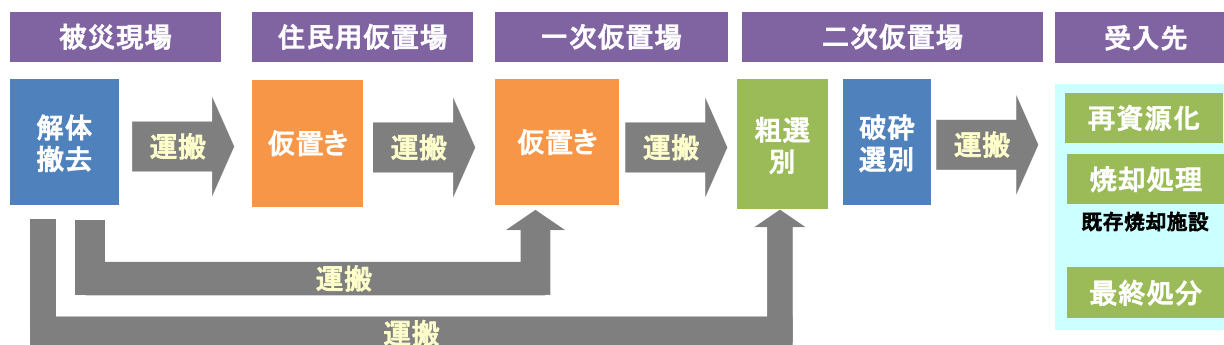 被災現場
住民用仮置場
一次仮置場
二次仮置場
受入先
解体
撤去
運搬
仮置き
運搬
仮置き
運搬
粗選
別
破砕
選別
運搬
再資源化
焼却処理
既存焼却施設
最終処分
運搬
運搬